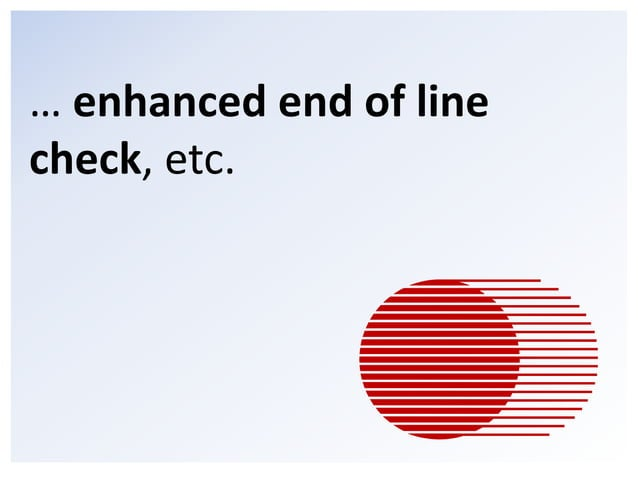 … enhanced end of line
check, etc.